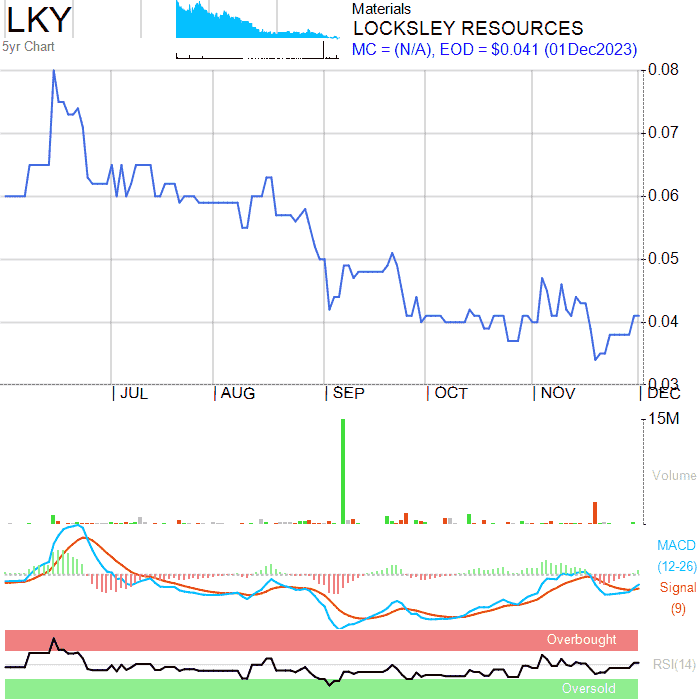 LKY
5yr Chart
Materials
LOCKSLEY RESOURCES
MC = (N/A), EOD = $0.041 (01Dec2023)
0.08
0.07
0.06
0.05
0.04
0.03
JUL
AUG
SEP
OCT
NOV
DEC
15M
Volume
MACD
(12-26)
Signal
(9)
Overbought
RSI(14)
Oversold